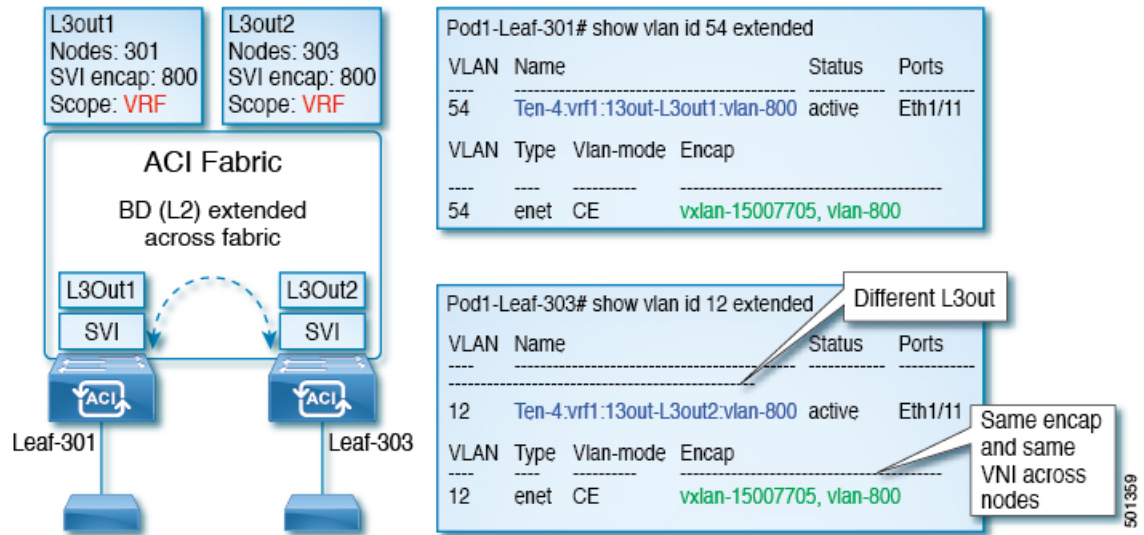 L3out1
Nodes: 301
SVI encap: 800
Scope: VRF
L3out2
Nodes: 303
SVI encap: 800
Scope: VRF
ACI Fabric
BD (L2) extended
across fabric
L3Out1
SVI
L3Out2
SVI
ACI
ACI
Leaf-301
Leaf-303
Pod1-Leaf-301# show vlan id 54 extended
VLAN Name Status Ports
---- -------------------------------- --------------- -------------
54 Ten-4:vrf1:13out-L3out1:vlan-800 active Eth1/11
VLAN Type Vlan-mode Encap
---- ---- ---------- -------------------------------
54 enet CE vxlan-15007705, vlan-800
Pod1-Leaf-303# show vlan id 12 extended
Different L3out
VLAN Name Status Ports
---- -------------------------------- --------------- -------------
--------------------------------------
12 Ten-4:vrf1:13out-L3out2:vlan-800 active Eth1/11
VLAN Type Vlan-mode Encap
---- ---- ---------- -------------------------------
12 enet CE vxlan-15007705, vlan-800
Same encap
and same
VNI across
nodes
501359